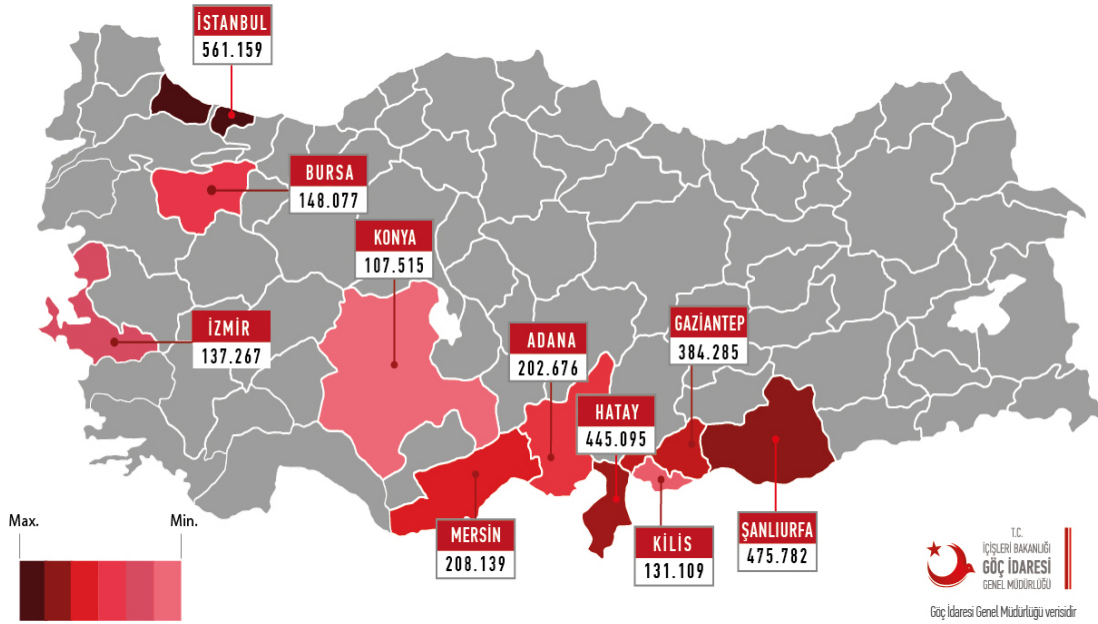 İSTANBUL
561.159
BURSA
148.077
KONYA
107.515
İZMİR
137.267
ADANA
202.676
GAZİANTEP
384.285
HATAY
445.095
MERSİN
208.139
KİLİS
131.109
ŞANLIURFA
475.782
Max.
Min.
T.C.
İÇİŞLERİ BAKANLIĞI
GÖÇ İDARESİ
GENEL MÜDÜRLÜĞÜ
Göç İdaresi Genel Müdürlüğü verisidir